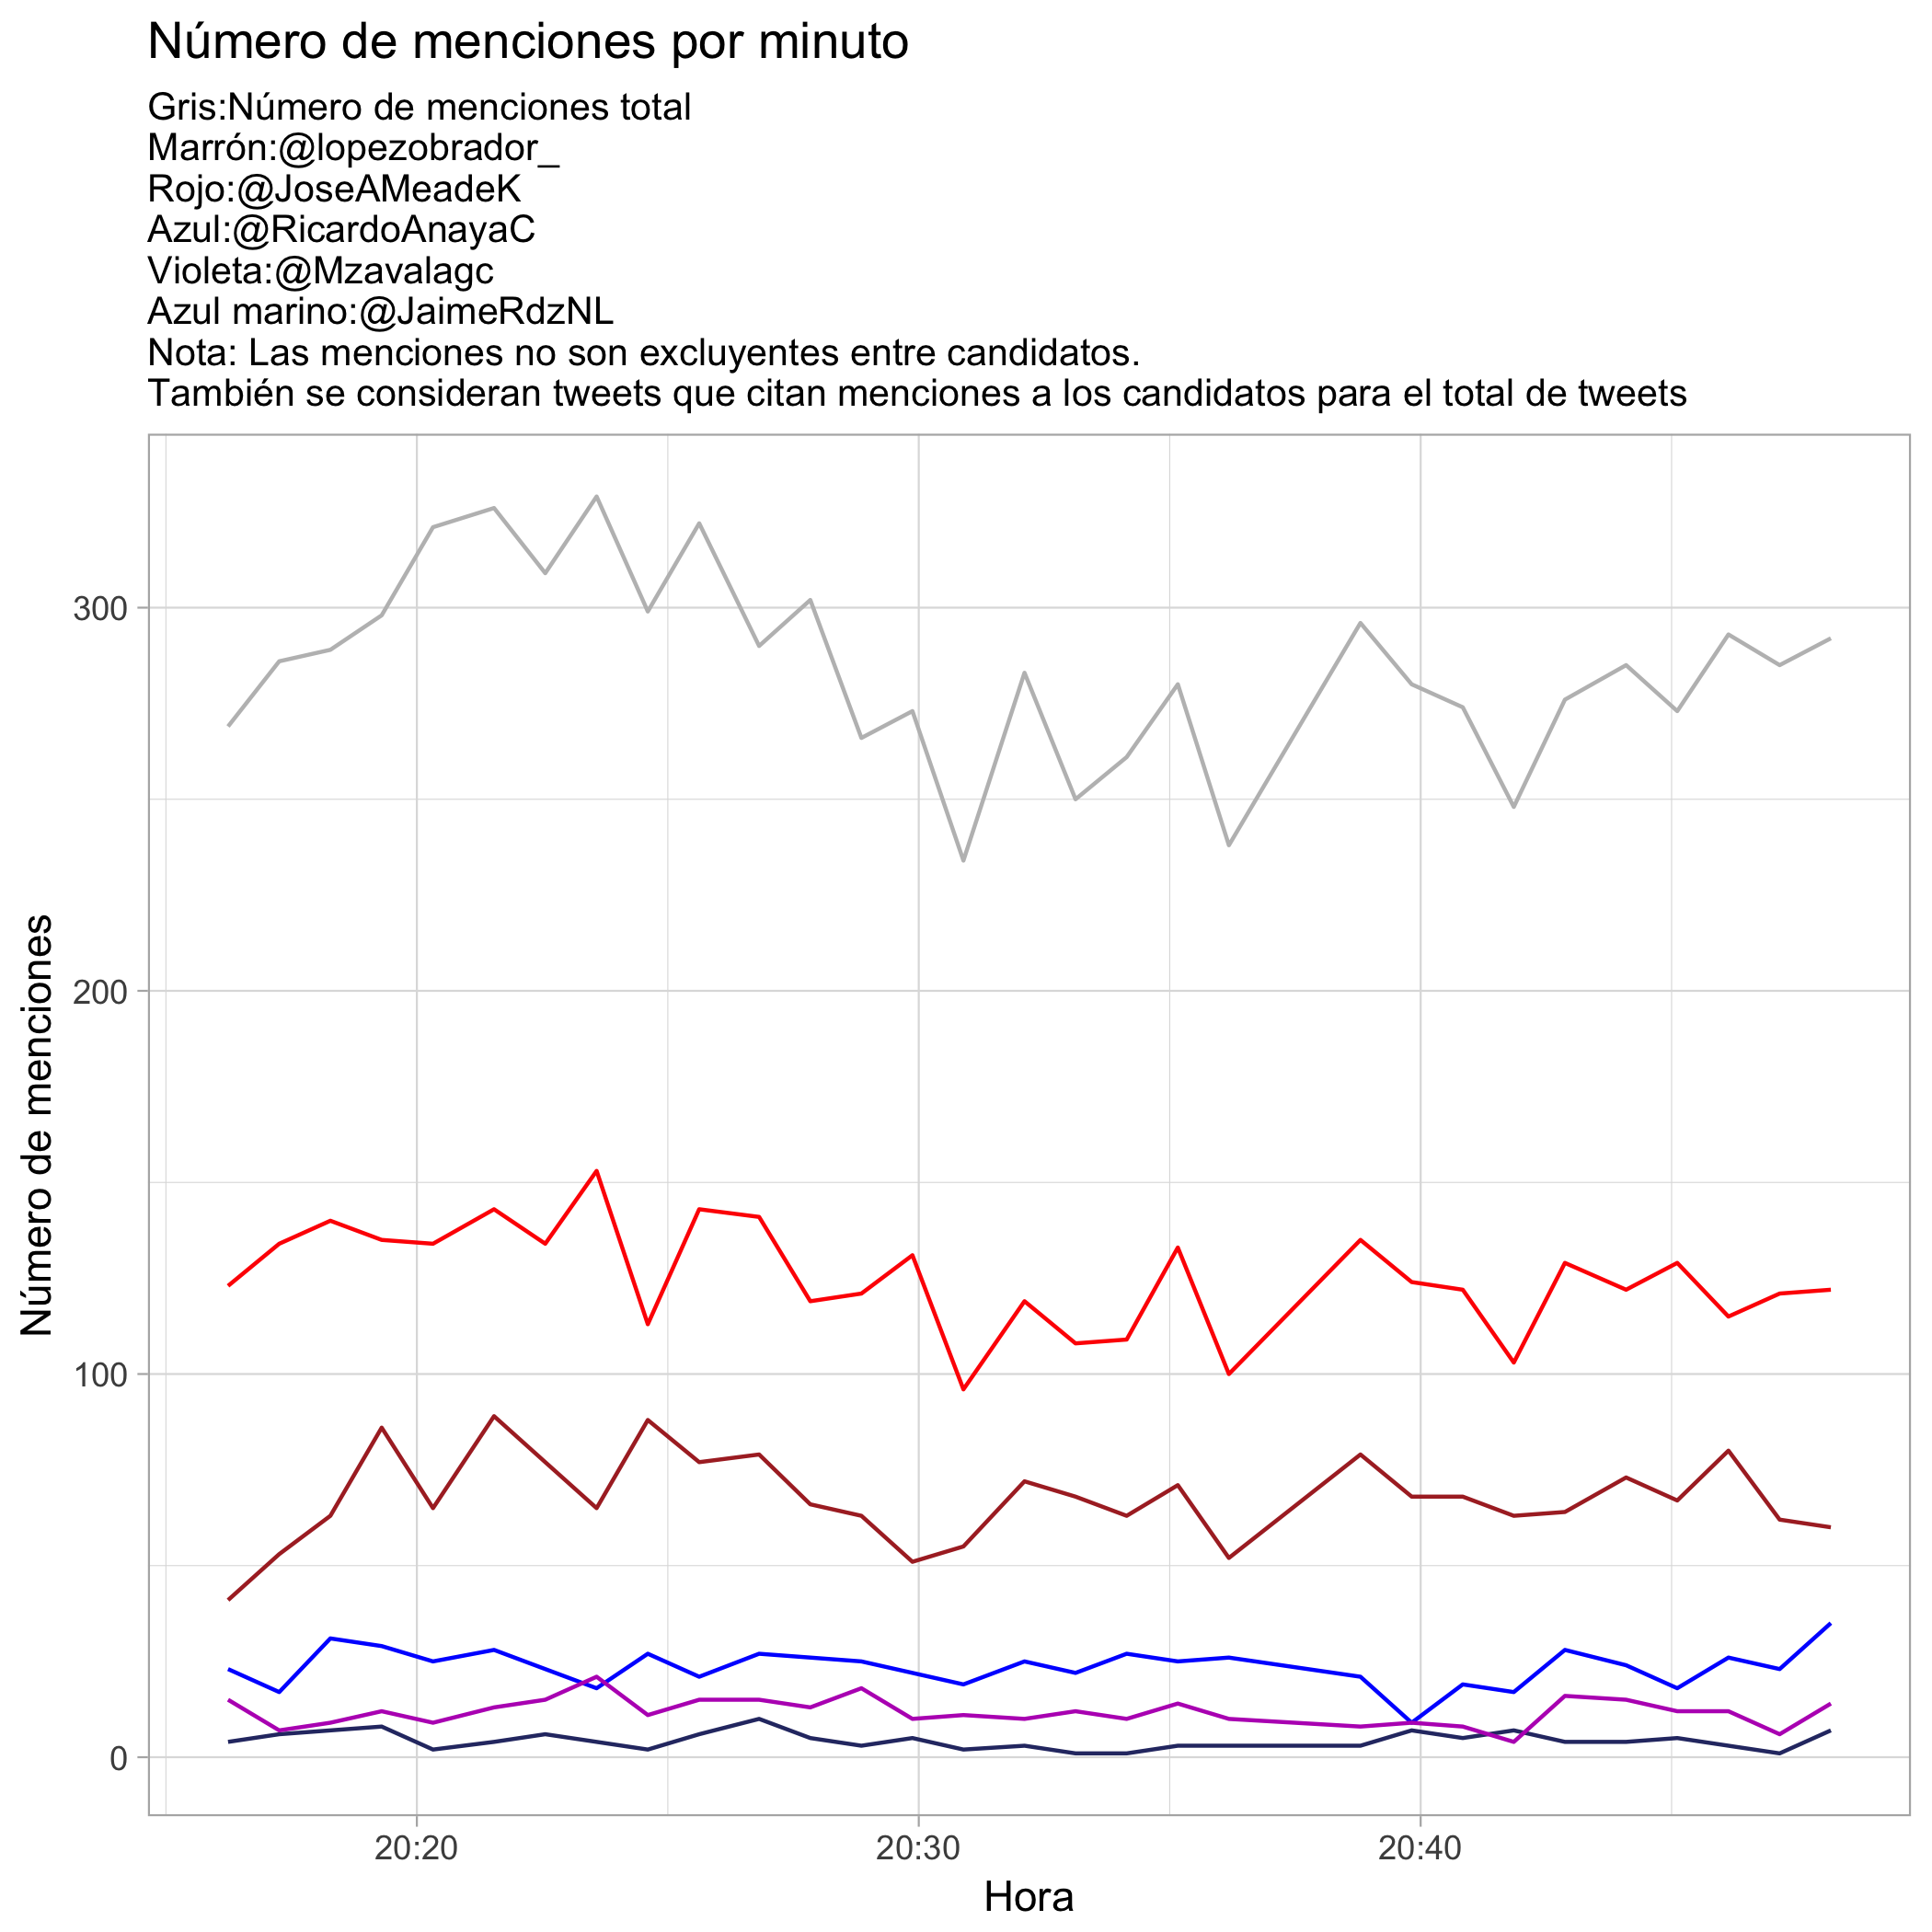 Número de menciones por minuto
Gris:Número de menciones total
Marrón:@lopezobrador_
Rojo:@JoseAMeadeK
Azul:@RicardoAnayaC
Violeta:@Mzavalagc
Azul marino:@JaimeRdzNL
Nota: Las menciones no son excluyentes entre candidatos.
También se consideran tweets que citan menciones a los candidatos para el total de tweets
Número de menciones
300
200
100
0
20:20
20:30
20:40
Hora